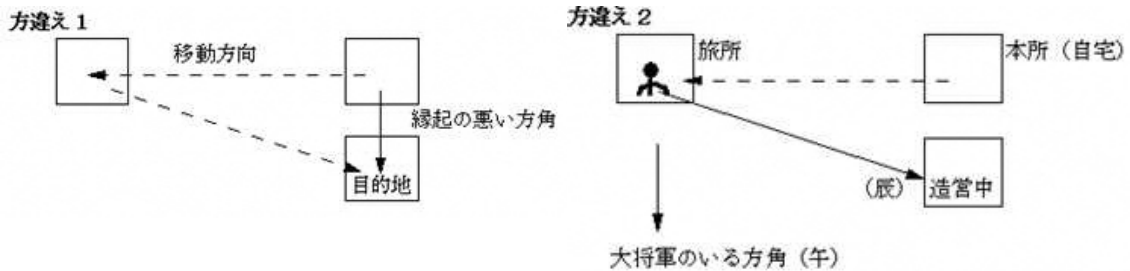 方違え１
移動方向
縁起の悪い方角
目的地
方違え２
旅所
本所（自宅）
（辰）
造営中
大将軍のいる方角（午）